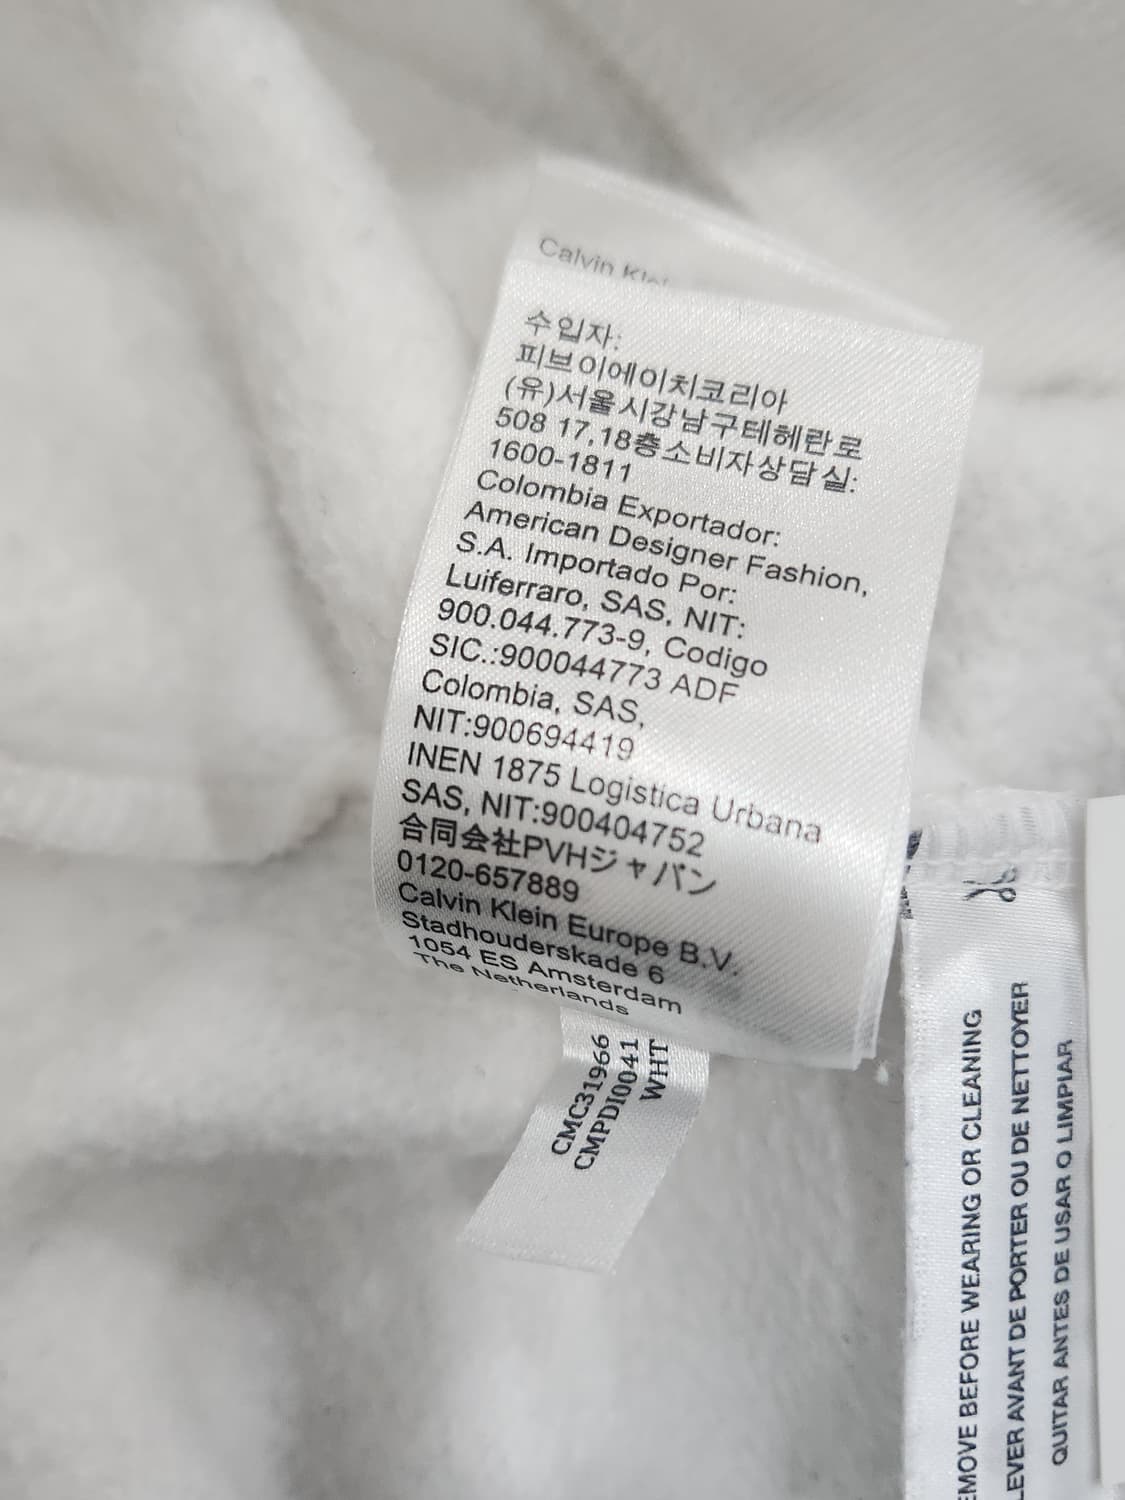 Calvin Klei
수입자:
피브이에이치코리아
(유)서울시강남구테헤란로
508 17,18층소비자상담실:
1600-1811
Colombia Exportador:
American Designer Fashion,
S.A. Importado Por:
Luiferraro, SAS, NIT:
900.044.773-9, Codigo
SIC.:900044773 ADF
Colombia, SAS,
NIT:900694419
INEN 1875 Logistica Urbana
SAS, NIT:900404752
合同会社PVHジャパン
0120-657889
Calvin Klein Europe B.V.
Stadhouderskade 6
1054 ES Amsterdam
The Netherlands
CMC31966
CMPDI0041
WHT
EMOVE BEFORE WEARING OR CLEANING
LEVER AVANT DE PORTER OU DE NETTOYER
QUITAR ANTES DE USAR O LIMPIAR